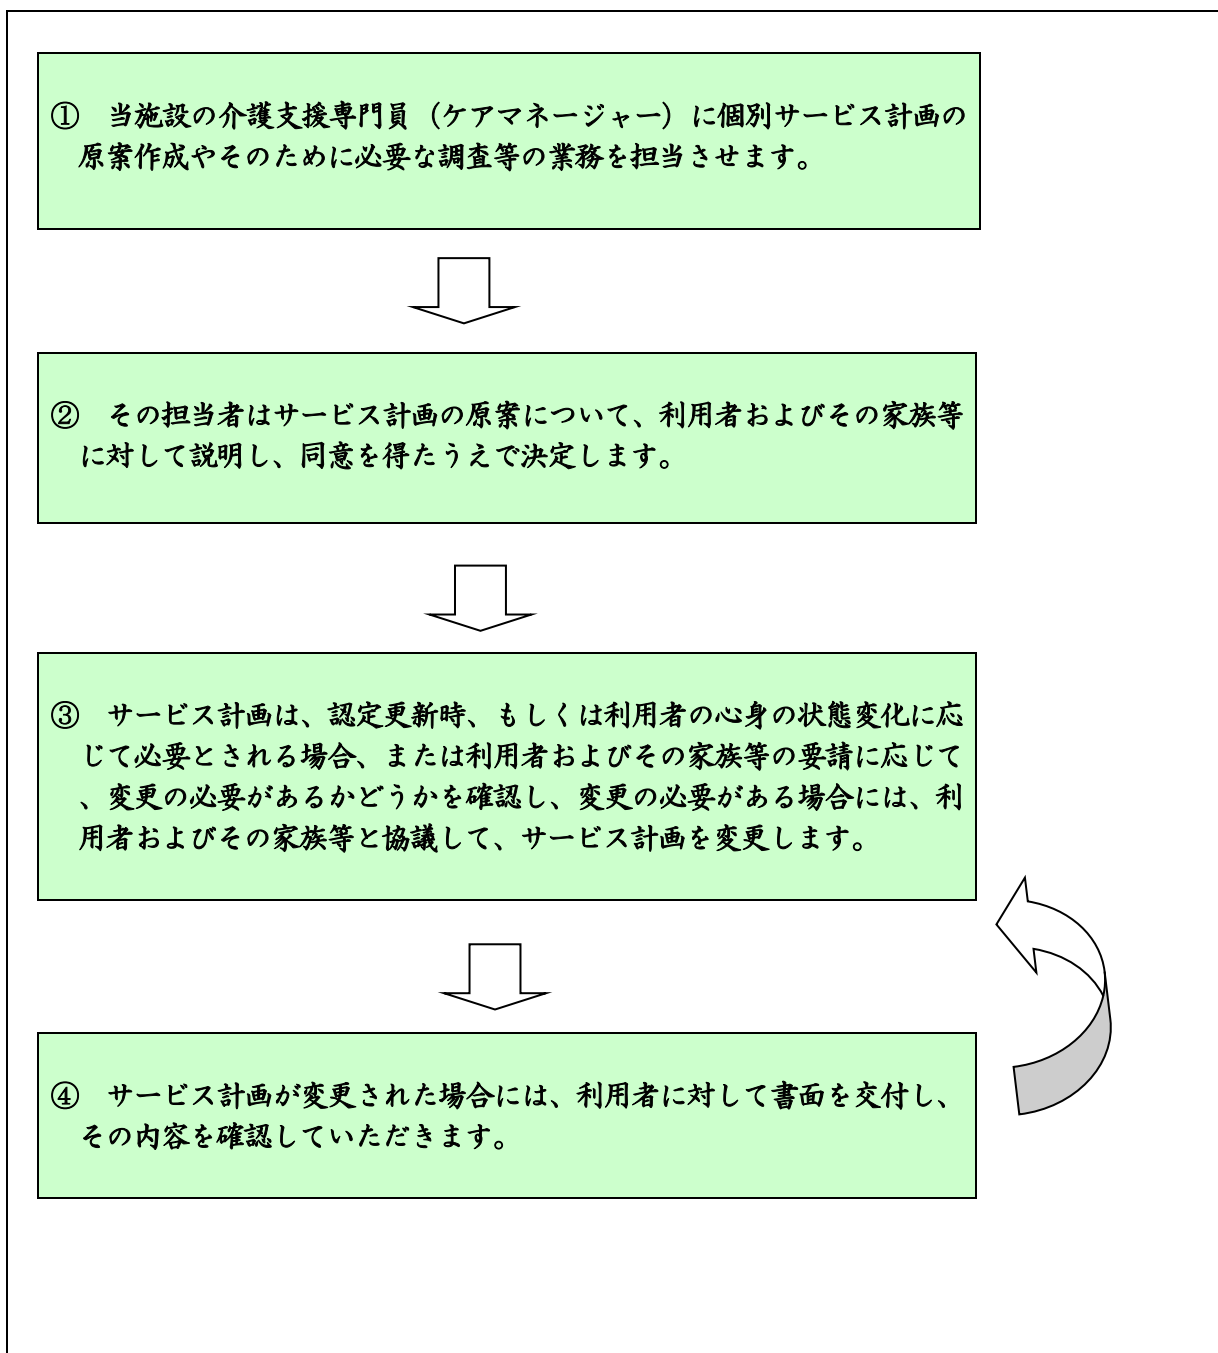 ① 当施設の介護支援専門員（ケアマネージャー）に個別サービス計画の
原案作成やそのために必要な調査等の業務を担当させます。
② その担当者はサービス計画の原案について、利用者およびその家族等
に対して説明し、同意を得たうえで決定します。
③ サービス計画は、認定更新時、もしくは利用者の心身の状態変化に応
じて必要とされる場合、または利用者およびその家族等の要請に応じて
、変更の必要があるかどうかを確認し、変更の必要がある場合には、利
用者およびその家族等と協議して、サービス計画を変更します。
④ サービス計画が変更された場合には、利用者に対して書面を交付し、
その内容を確認していただきます。